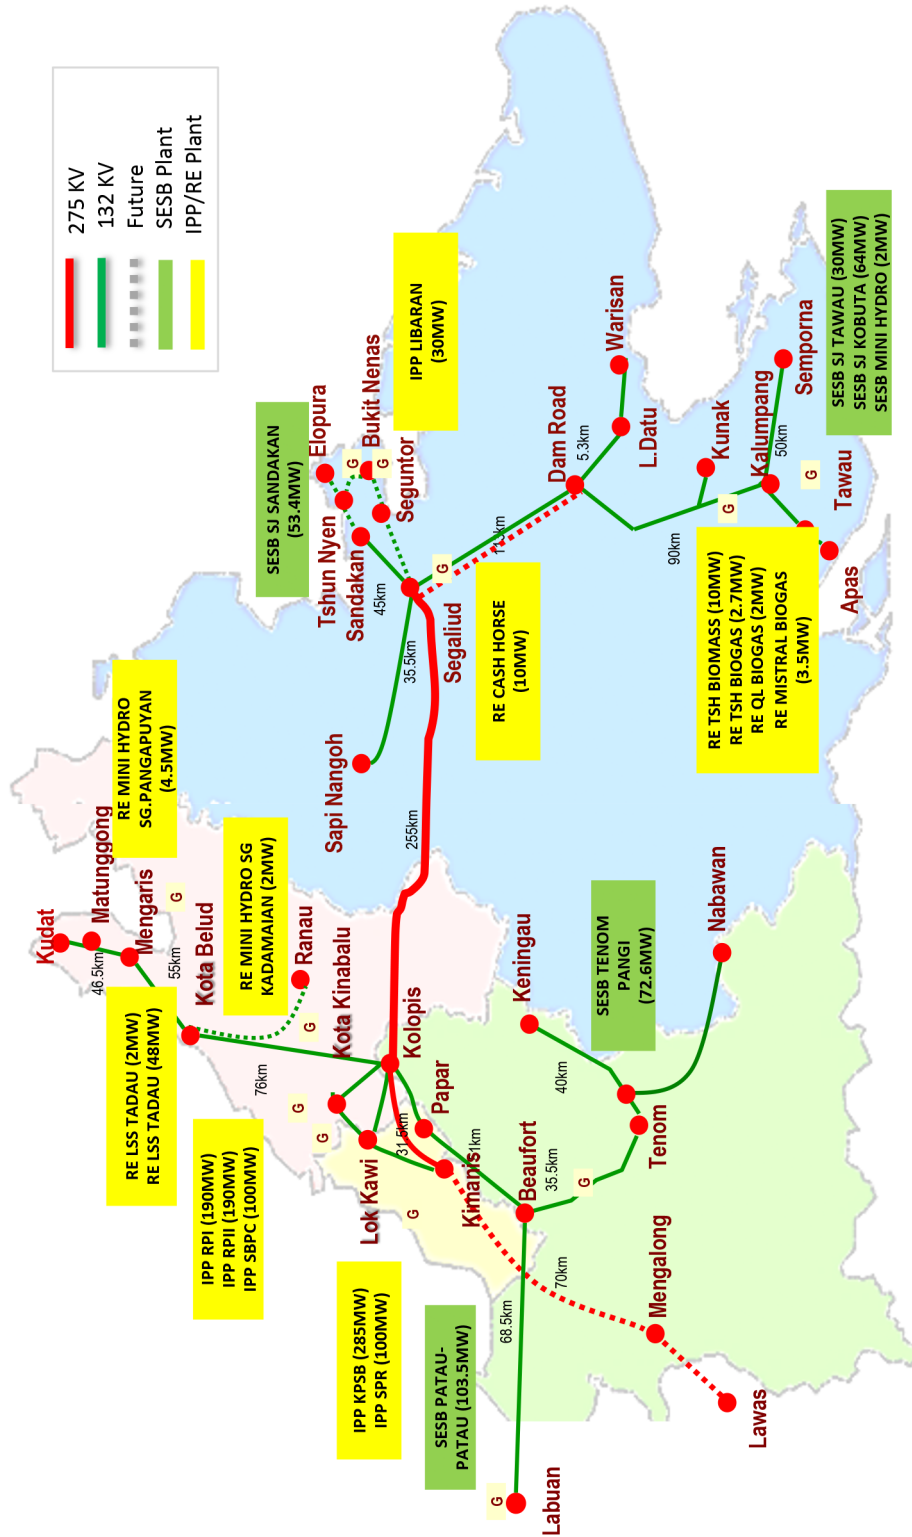 275 KV
132 KV
Future
SESB Plant
IPP/RE Plant
Kudat
Matunggong
Mengaris
46.5km
55km
G
Kota Belud
RE MINI HYDRO
SG.PANGAPUYAN
(4.5MW)
RE LSS TADAU (2MW)
RE LSS TADAU (48MW)
RE MINI HYDRO SG
KADAMAIAN (2MW)
Ranau
G
76km
IPP RPI (190MW)
IPP RPII (190MW)
IPP SBPC (100MW)
G
G
Kota Kinabalu
Kolopis
Lok Kawi
31.5km
Papar
Kimanis
G
IPP KPSB (285MW)
IPP SPR (100MW)
SESB PATAU-
PATAU (103.5MW)
Beaufort
35.5km
G
68.5km
70km
G
Labuan
Lawas
Mengalong
Tenom
40km
Keningau
SESB TENOM
PANGI
(72.6MW)
Nabawan
255km
Sapi Nangoh
35.5km
Segaliud
45km
G
Sandakan
Tshun Nyen
Elopura
Bukit Nenas
G
G
Seguntor
SESB SJ SANDAKAN
(53.4MW)
IPP LIBARAN
(30MW)
RE CASH HORSE
(10MW)
Dam Road
5.3km
L.Datu
Warisan
90km
G
Kunak
Kalumpang
50km
Semporna
G
Tawau
Apas
RE TSH BIOMASS (10MW)
RE TSH BIOGAS (2.7MW)
RE QL BIOGAS (2MW)
RE MISTRAL BIOGAS
(3.5MW)
SESB SJ TAWAU (30MW)
SESB SJ KOBUTA (64MW)
SESB MINI HYDRO (2MW)